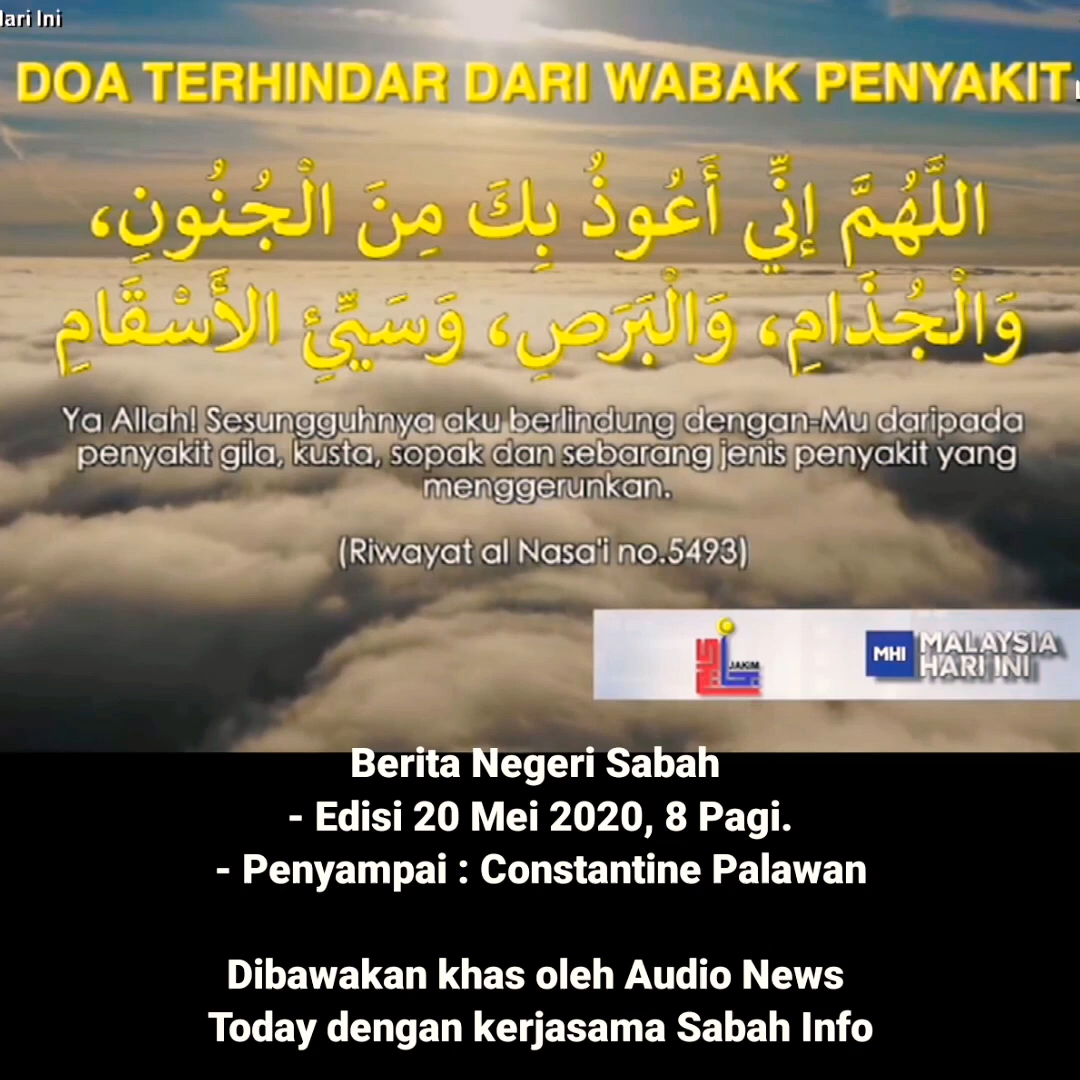 Hari Ini
DOA TERHINDAR DARI WABAK PENYAKIT
اللَّهُمَّ إِنِّي أَعُوذُ بِكَ مِنَ الْجُنُونِ،
وَالْجُذَامِ، وَالْبَرَصِ، وَسَيِّئِ الأَسْقَامِ
Ya Allah! Sesungguhnya aku berlindung dengan-Mu daripada
penyakit gila, kusta, sopak dan sebarang jenis penyakit yang
menggerunkan.
(Riwayat al Nasa'i no.5493)
JAKIM
MHI MALAYSIA
HARI INI
Berita Negeri Sabah
- Edisi 20 Mei 2020, 8 Pagi.
- Penyampai : Constantine Palawan
Dibawakan khas oleh Audio News
Today dengan kerjasama Sabah Info